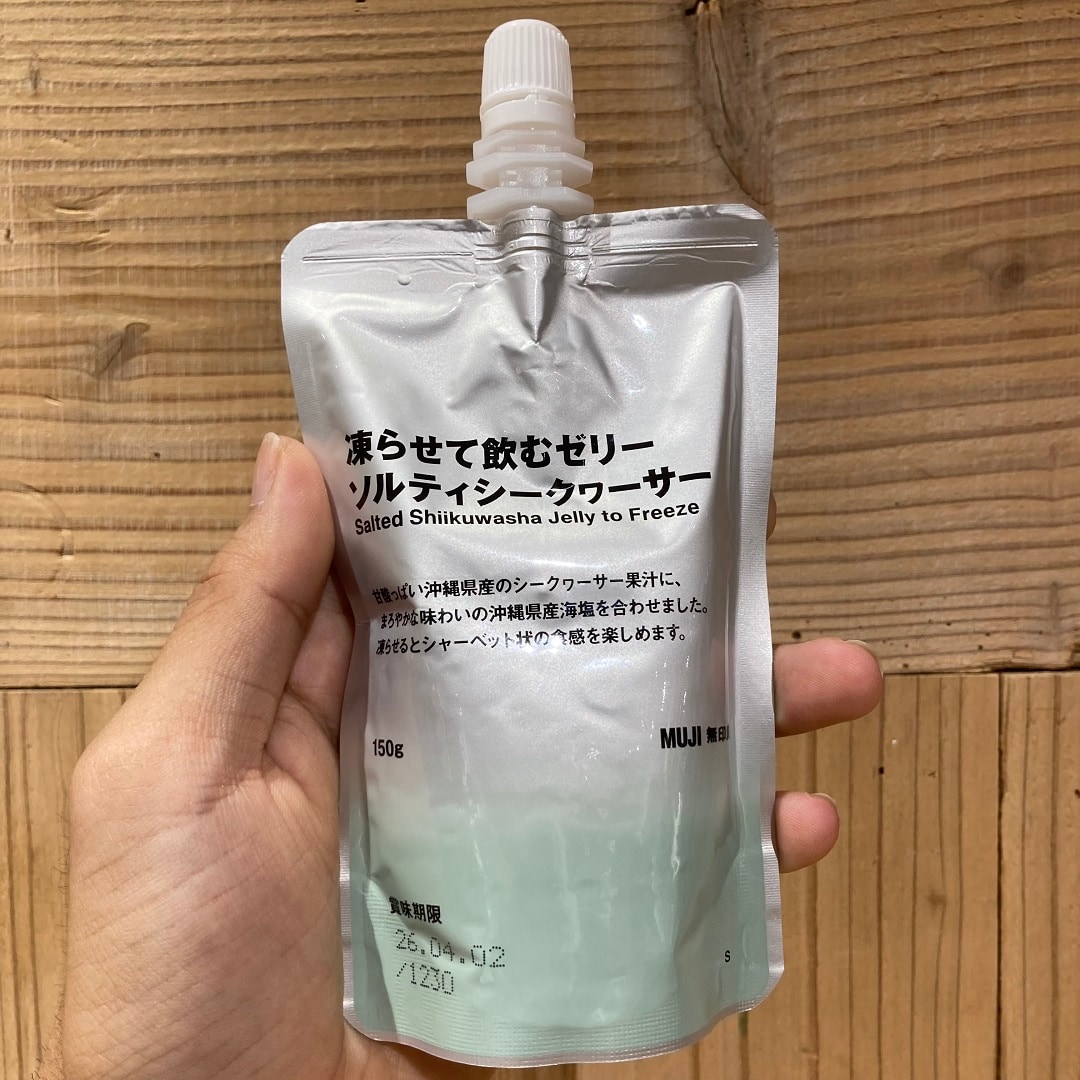 凍らせて飲むゼリー
ソルティシークヮーサー
Salted Shiikuwasha Jelly to Freeze
甘酸っぱい沖縄県産のシークヮーサー果汁に、
まろやかな味わいの沖縄県産海塩を合わせました。
凍らせるとシャーベット状の食感を楽しめます。
150g
MUJI 無印
賞味期限
26.04.02
/1230
S